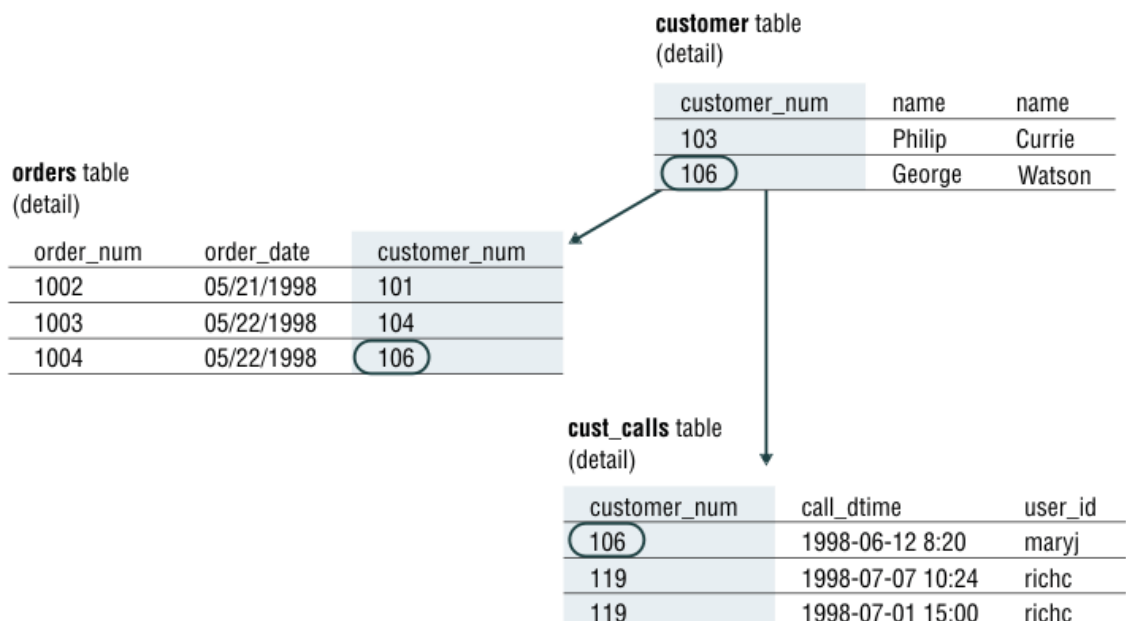 customer table
(detail)
customer_num name name
103 Philip Currie
106 George Watson
orders table
(detail)
order_num order_date customer_num
1002 05/21/1998 101
1003 05/22/1998 104
1004 05/22/1998 106
cust_calls table
(detail)
customer_num call_dtime user_id
106 1998-06-12 8:20 maryj
119 1998-07-07 10:24 richc
119 1998-07-01 15:00 richc